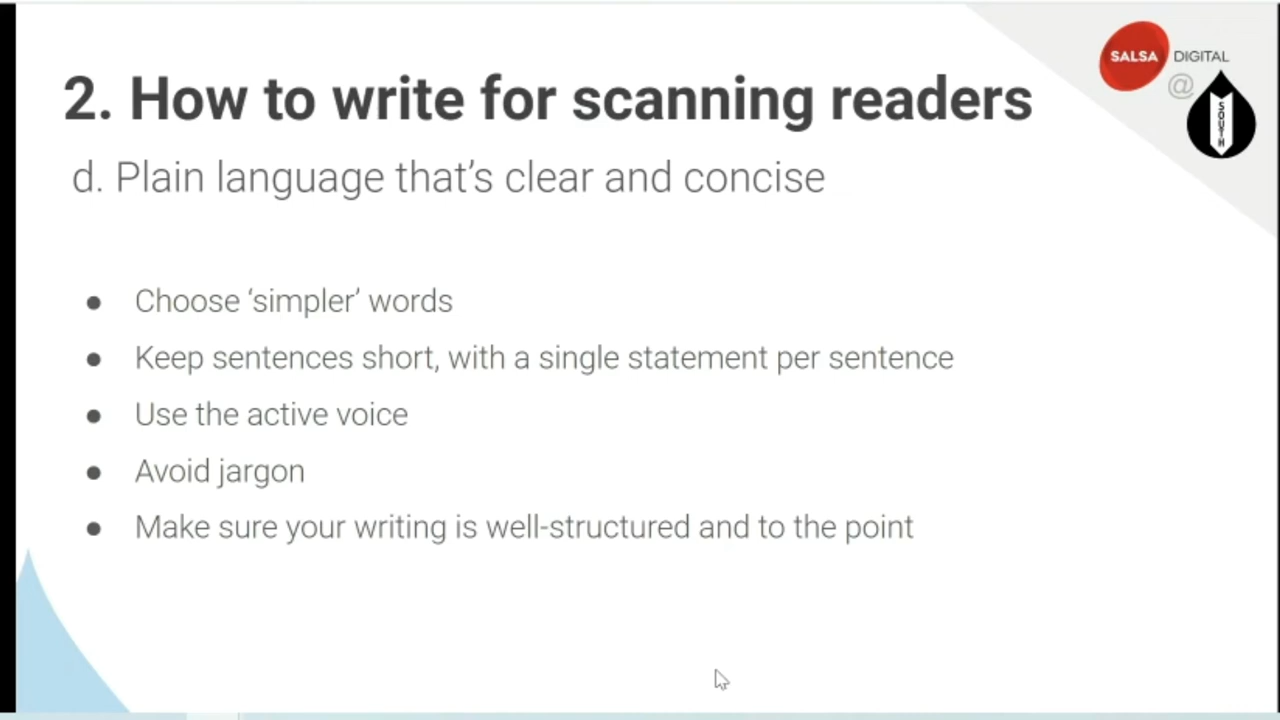 2. How to write for scanning readers
d. Plain language that's clear and concise
● Choose ‘simpler’ words
● Keep sentences short, with a single statement per sentence
● Use the active voice
● Avoid jargon
● Make sure your writing is well-structured and to the point
SALSA DIGITAL
@
SOUTH